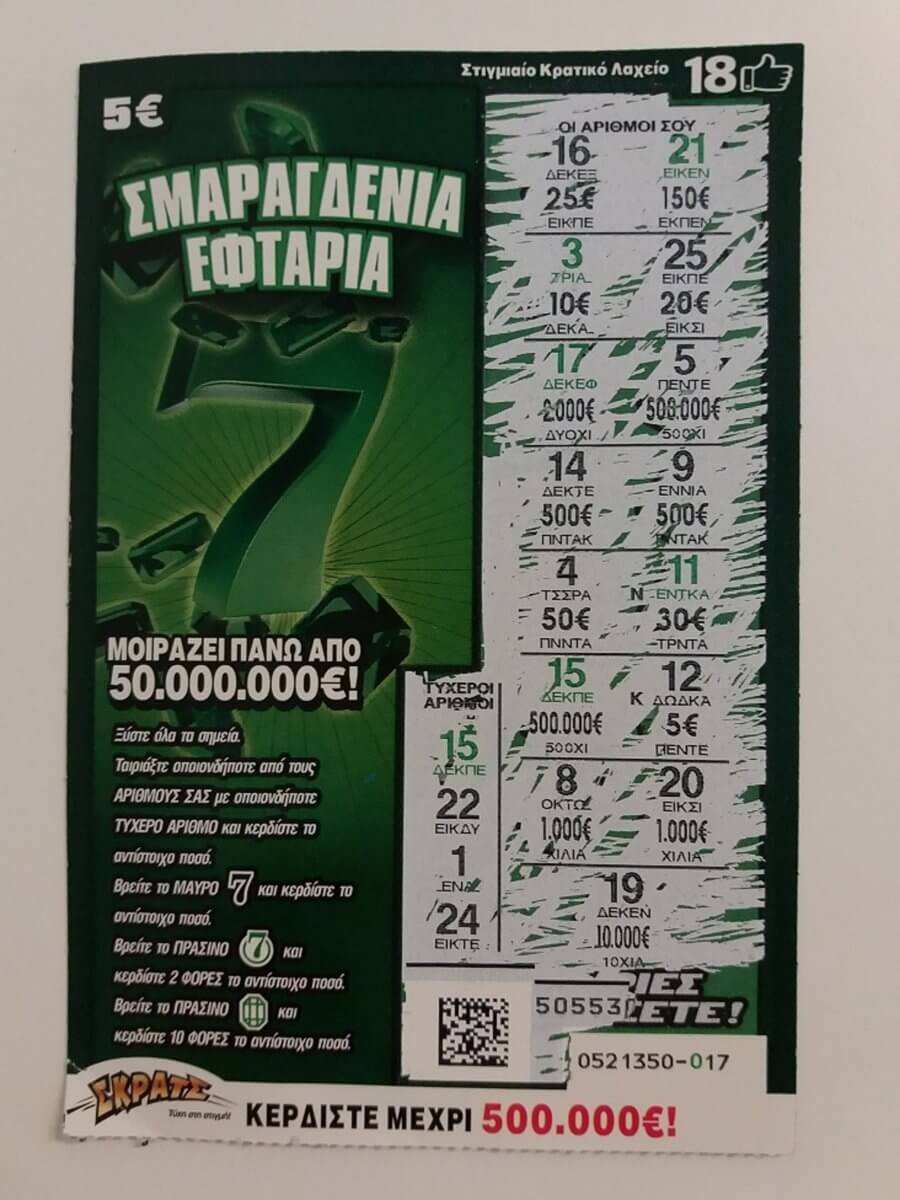 Στιγμιαίο Κρατικό Λαχείο 18
5€
ΣΜΑΡΑΓΔΕΝΙΑ
ΕΦΤΑΡΙΑ
7
ΜΟΙΡΑΖΕΙ ΠΑΝΩ ΑΠΟ
50.000.000€!
Ξύστε όλα τα σημεία.
Ταιριάξτε οποιονδήποτε από τους
ΑΡΙΘΜΟΥΣ ΣΑΣ με οποιονδήποτε
ΤΥΧΕΡΟ ΑΡΙΘΜΟ και κερδίστε το
αντίστοιχο ποσό.
Βρείτε το ΜΑΥΡΟ 7 και κερδίστε το
αντίστοιχο ποσό.
Βρείτε το ΠΡΑΣΙΝΟ 7 και
κερδίστε 2 ΦΟΡΕΣ το αντίστοιχο ποσό.
Βρείτε το ΠΡΑΣΙΝΟ και
κερδίστε 10 ΦΟΡΕΣ το αντίστοιχο ποσό.
ΤΥΧΕΡΟΙ
ΑΡΙΘΜΟΙ
15
ΔΕΚΠΕ
22
ΕΙΚΔΥ
1
ΕΝΑ
24
ΕΙΚΤΕ
ΟΙ ΑΡΙΘΜΟΙ ΣΟΥ
16 21
ΔΕΚΕΞ ΕΙΚΕΝ
25€ 150€
ΕΙΚΠΕ ΕΚΠΕΝ
3 25
ΤΡΙΑ ΕΙΚΠΕ
10€ 20€
ΔΕΚΑ ΕΙΚΣΙ
17 5
ΔΕΚΕΦ ΠΕΝΤΕ
2.000€ 500.000€
ΔΥΟΧΙ 500ΧΙ
14 9
ΔΕΚΤΕ ΕΝΝΙΑ
500€ 500€
ΠΝΤΑΚ ΠΝΤΑΚ
4 11
ΤΣΣΡΑ N ΕΝΤΚΑ
50€ 30€
ΠΝΝΤΑ ΤΡΝΤΑ
15 12
ΔΕΚΠΕ K ΔΩΔΚΑ
500.000€ 5€
500ΧΙ ΠΕΝΤΕ
8 20
ΟΚΤΩ ΕΙΚΣΙ
1.000€ 1.000€
ΧΙΛΙΑ ΧΙΛΙΑ
19
ΔΕΚΕΝ
10.000€
10ΧΙΛ
0521350-017
ΣΚΡΑΤΣ
Τύχη στη στιγμή!
ΚΕΡΔΙΣΤΕ ΜΕΧΡΙ 500.000€!